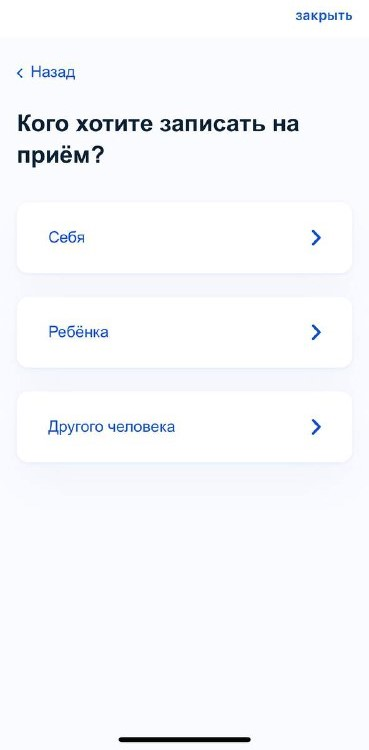 закрыть
Назад
Кого хотите записать на
приём?
Себя
Ребёнка
Другого человека